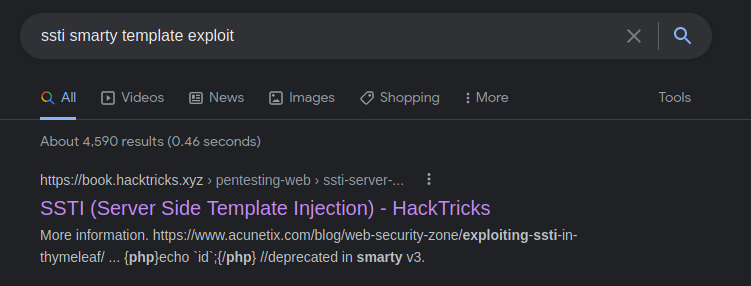 ssti smarty template exploit
All Videos News Images Shopping More Tools
About 4,590 results (0.46 seconds)
https://book.hacktricks.xyz › pentesting-web › ssti-server-...
SSTI (Server Side Template Injection) - HackTricks
More information. https://www.acunetix.com/blog/web-security-zone/exploiting-ssti-in-
thymeleaf/ ... {php}echo `id`;{/php} //deprecated in smarty v3.